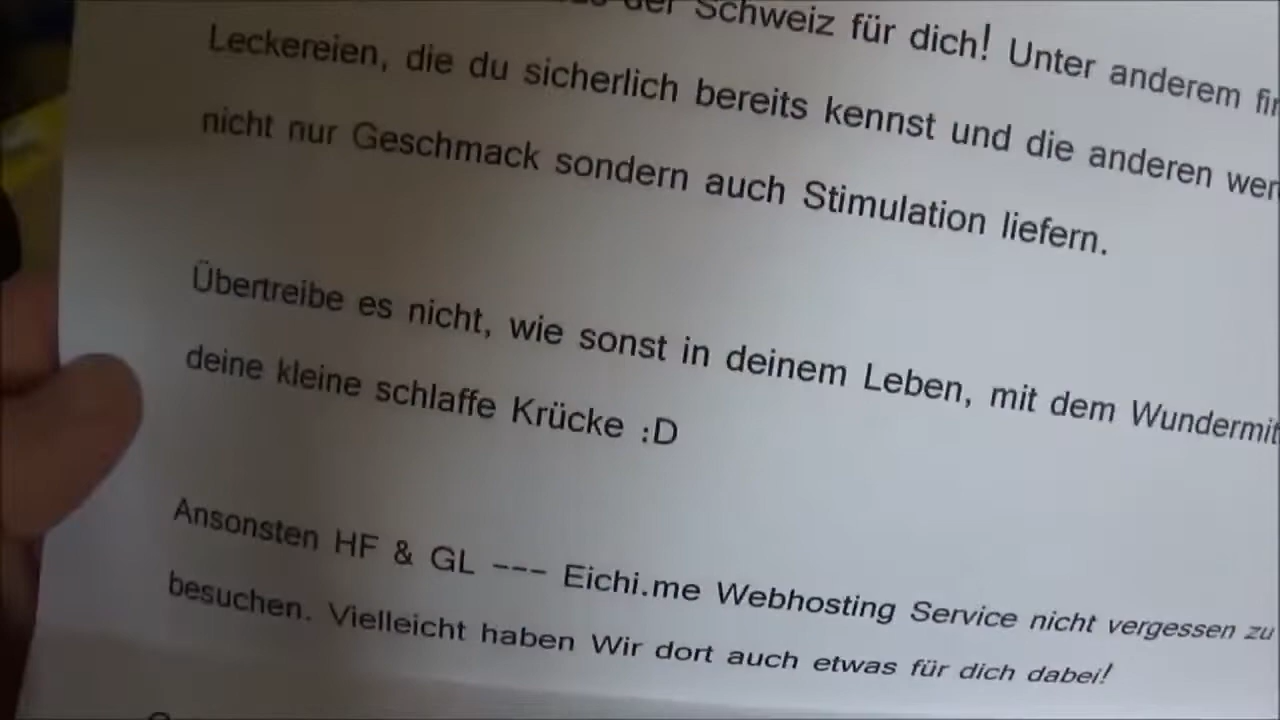 der Schweiz für dich! Unter anderem
Leckereien, die du sicherlich bereits kennst und die anderen
nicht nur Geschmack sondern auch Stimulation liefern.
Übertreibe es nicht, wie sonst in deinem Leben, mit dem
deine kleine schlaffe Krücke :D
Ansonsten HF & GL --- Eichi.me Webhosting Service nicht vergessen zu
besuchen. Vielleicht haben Wir dort auch etwas für dich dabei!